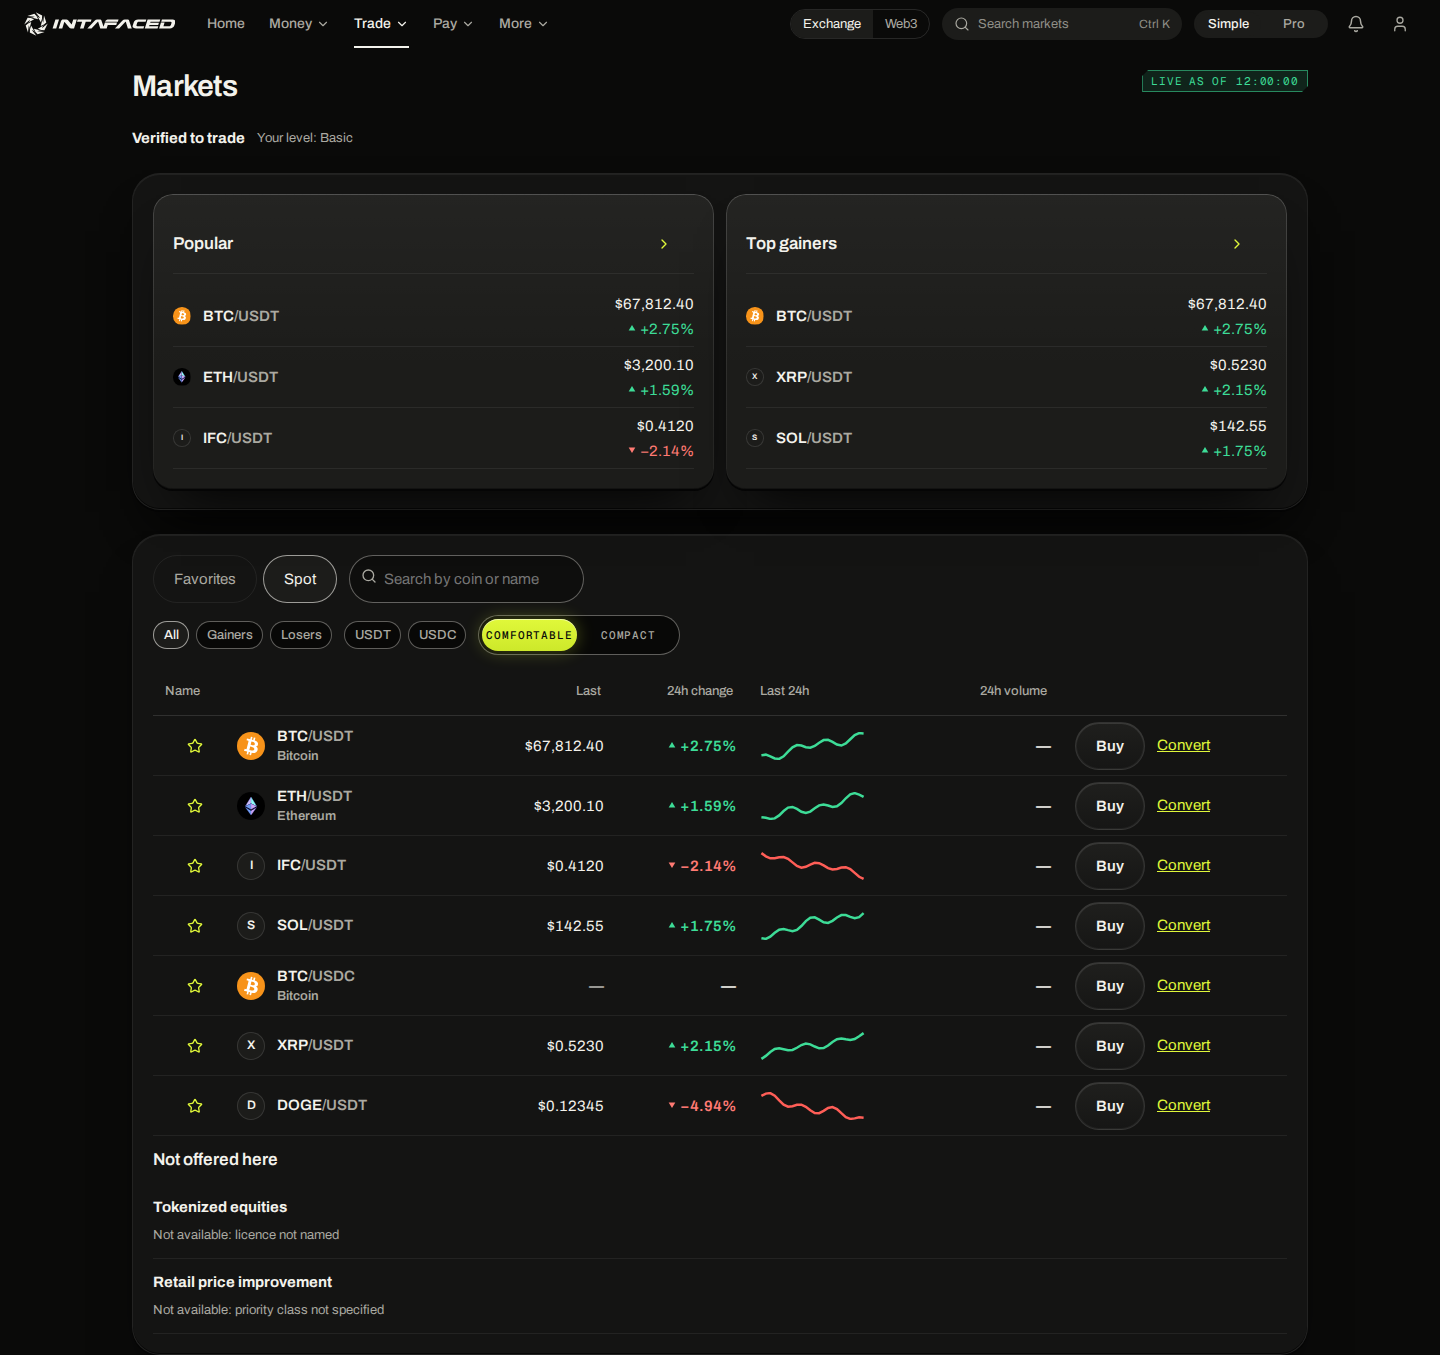 INTAFACED Home Money Trade Pay More Exchange Web3 Search markets Ctrl K Simple Pro
Markets
LIVE AS OF 12:00:00
Verified to trade Your level: Basic
Popular
BTC/USDT $67,812.40
+2.75%
ETH/USDT $3,200.10
+1.59%
IFC/USDT $0.4120
−2.14%
Top gainers
BTC/USDT $67,812.40
+2.75%
XRP/USDT $0.5230
+2.15%
SOL/USDT $142.55
+1.75%
Favorites Spot Search by coin or name
All Gainers Losers USDT USDC COMFORTABLE COMPACT
Name Last 24h change Last 24h 24h volume
BTC/USDT $67,812.40 +2.75% — Buy Convert
Bitcoin
ETH/USDT $3,200.10 +1.59% — Buy Convert
Ethereum
I IFC/USDT $0.4120 −2.14% — Buy Convert
S SOL/USDT $142.55 +1.75% — Buy Convert
BTC/USDC — — — Buy Convert
Bitcoin
X XRP/USDT $0.5230 +2.15% — Buy Convert
D DOGE/USDT $0.12345 −4.94% — Buy Convert
Not offered here
Tokenized equities
Not available: licence not named
Retail price improvement
Not available: priority class not specified